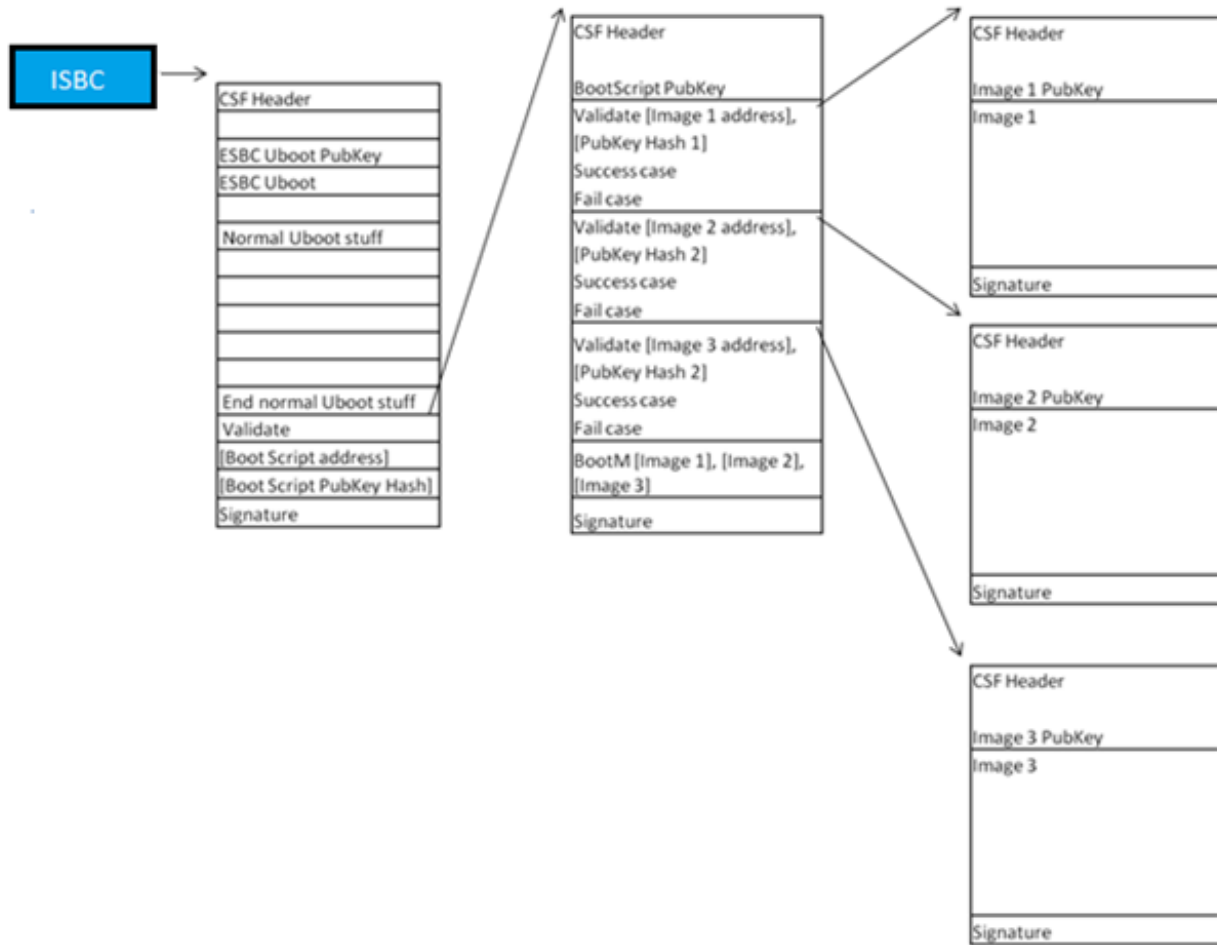 ISBC
CSF Header
ESBC Uboot PubKey
ESBC Uboot
Normal Uboot stuff
End normal Uboot stuff
Validate
[Boot Script address]
[Boot Script PubKey Hash]
Signature
CSF Header
BootScript PubKey
Validate [Image 1 address],
[PubKey Hash 1]
Success case
Fail case
Validate [Image 2 address],
[PubKey Hash 2]
Success case
Fail case
Validate [Image 3 address],
[PubKey Hash 2]
Success case
Fail case
BootM [Image 1], [Image 2],
[Image 3]
Signature
CSF Header
Image 1 PubKey
Image 1
Signature
CSF Header
Image 2 PubKey
Image 2
Signature
CSF Header
Image 3 PubKey
Image 3
Signature